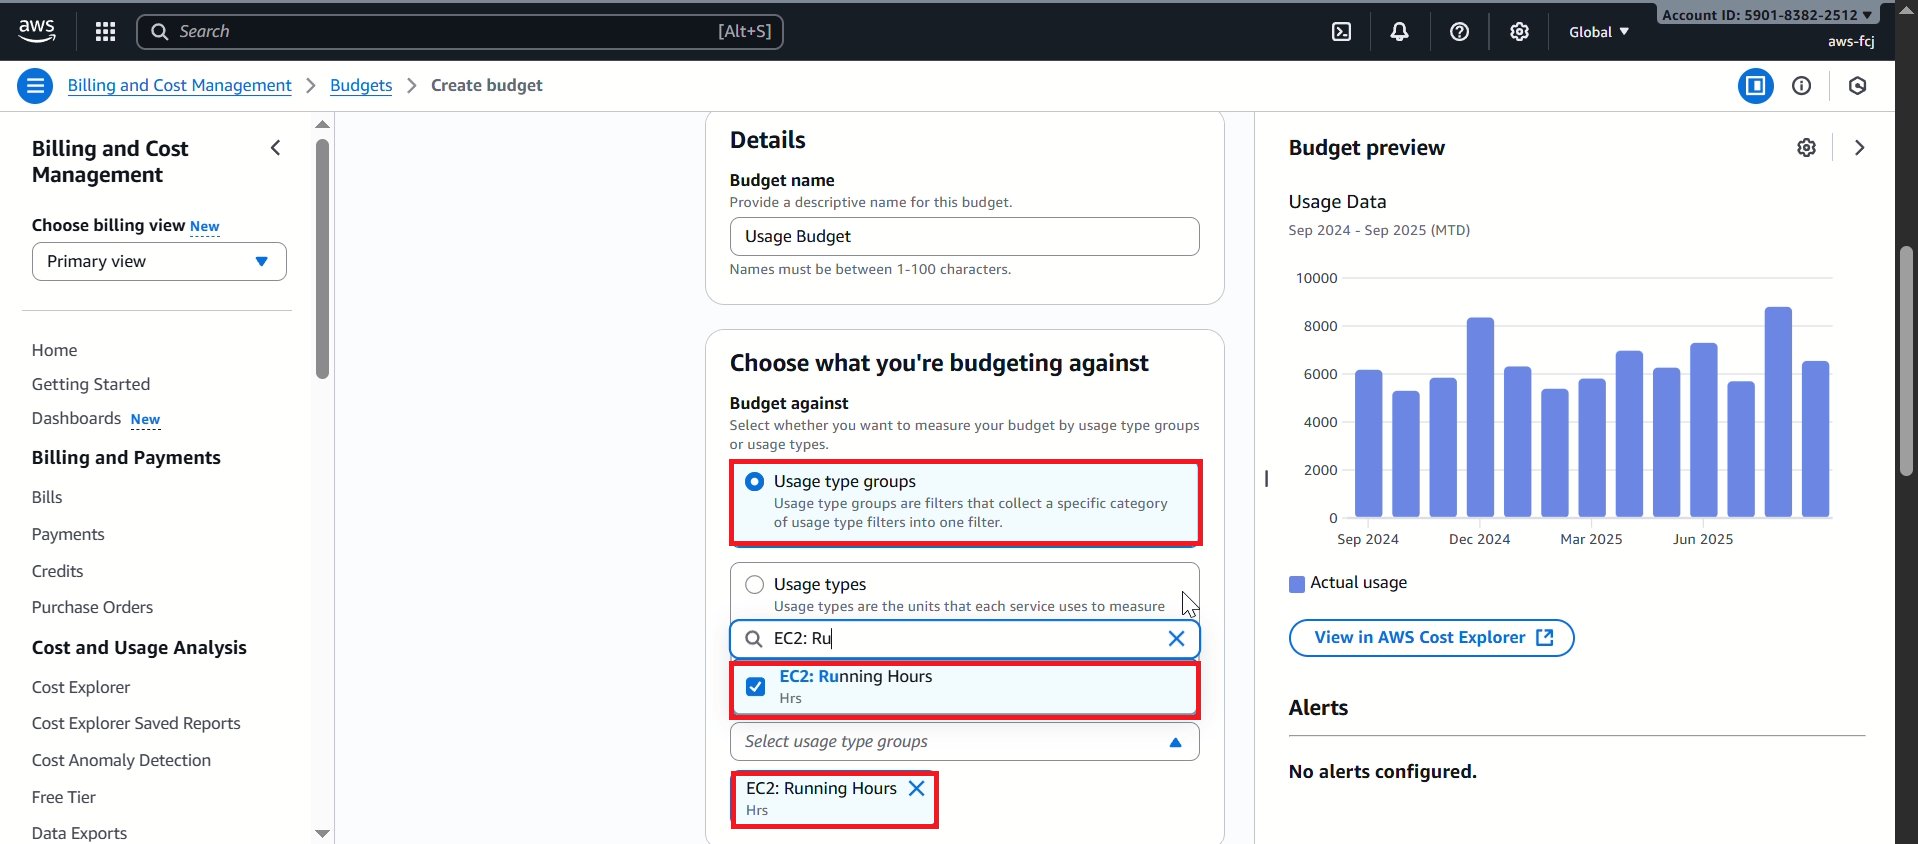 aws
Search
[Alt+S]
Global
Account ID: 5901-8382-2512
aws-fcj
Billing and Cost Management
Budgets
Create budget
Billing and Cost
Management
Choose billing view New
Primary view
Home
Getting Started
Dashboards New
Billing and Payments
Bills
Payments
Credits
Purchase Orders
Cost and Usage Analysis
Cost Explorer
Cost Explorer Saved Reports
Cost Anomaly Detection
Free Tier
Data Exports
Details
Budget name
Provide a descriptive name for this budget.
Usage Budget
Names must be between 1-100 characters.
Choose what you're budgeting against
Budget against
Select whether you want to measure your budget by usage type groups
or usage types.
Usage type groups
Usage type groups are filters that collect a specific category
of usage type filters into one filter.
Usage types
Usage types are the units that each service uses to measure
EC2: Ru
EC2: Running Hours
Hrs
Select usage type groups
EC2: Running Hours
Hrs
Budget preview
Usage Data
Sep 2024 - Sep 2025 (MTD)
10000
8000
6000
4000
2000
0
Sep 2024
Dec 2024
Mar 2025
Jun 2025
Actual usage
View in AWS Cost Explorer
Alerts
No alerts configured.